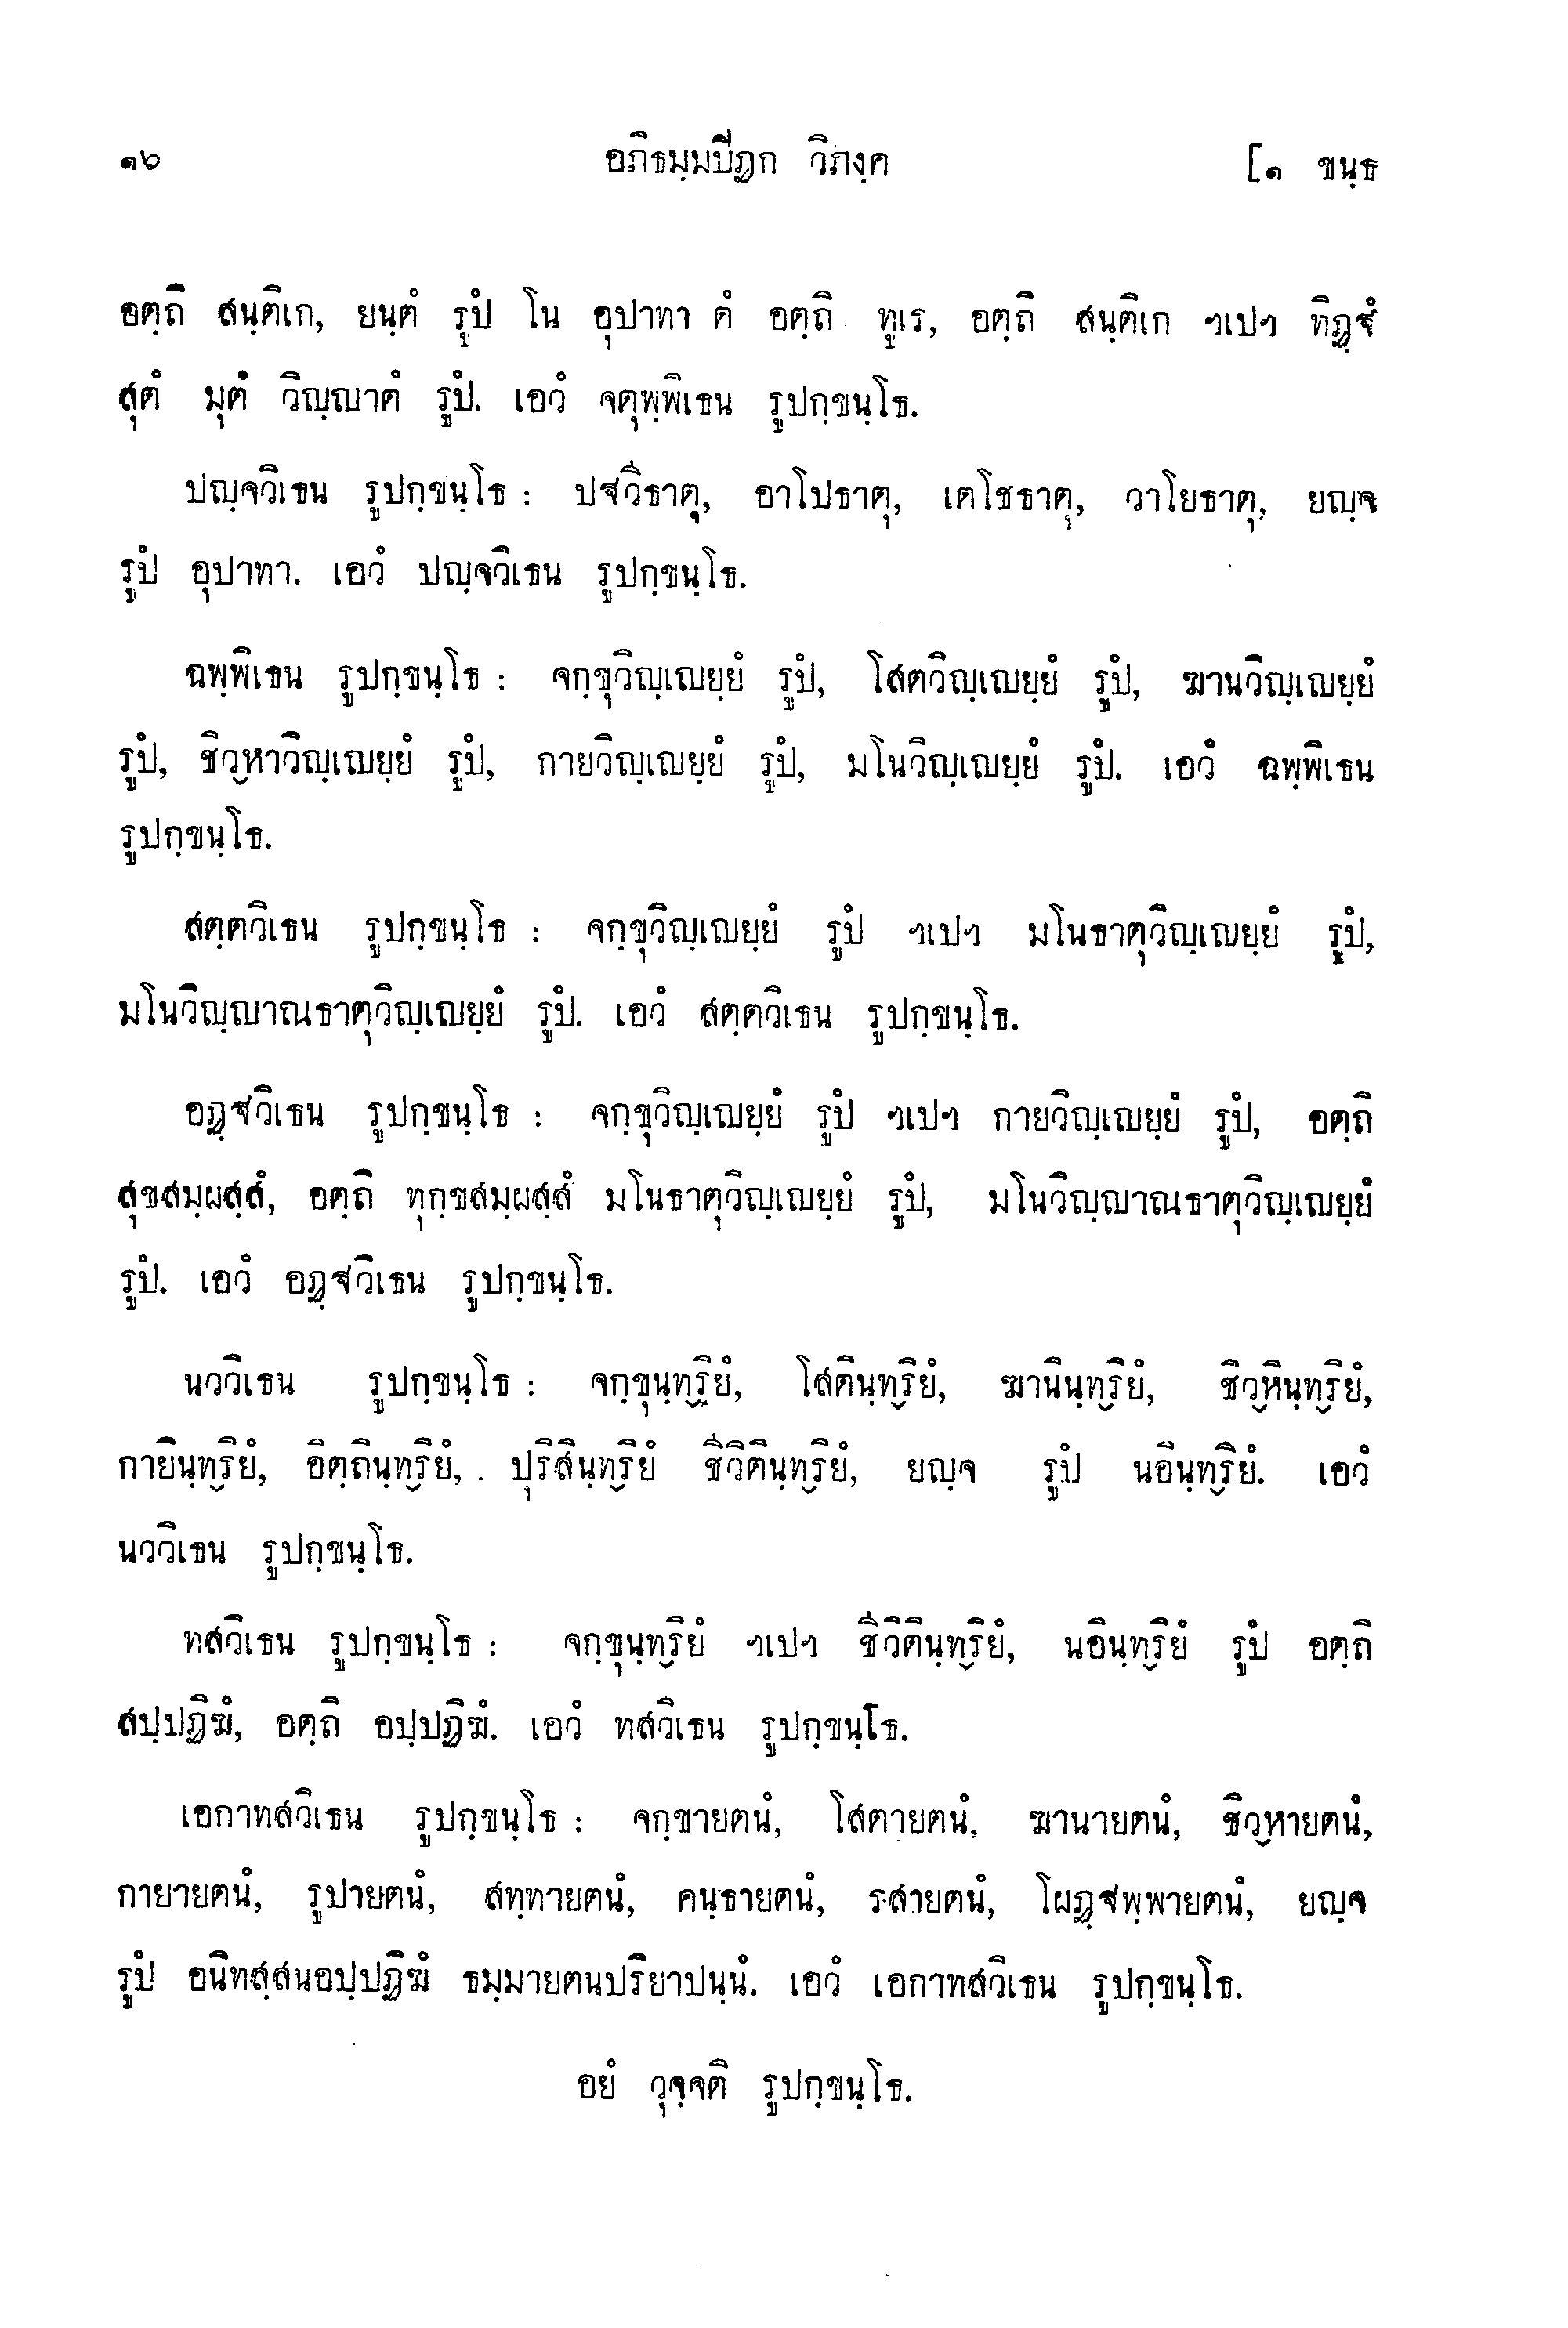 ๑๖ อภิธมฺมปีฏก วิภงฺค [๑ ขนฺธ
อตฺถิ สนฺติเก, ยนฺตํ รูปํ โน อุปาทา ตํ อตฺถิ ทูเร, อตฺถิ สนฺติเก ฯเปฯ ทิฏฺฐํ
สุตํ มุตํ วิญฺญาตํ รูปํ. เอวํ จตุพฺพิเธน รูปกฺขนฺโธ.
ปญฺจวิเธน รูปกฺขนฺโธ : ปฐวีธาตุ, อาโปธาตุ, เตโชธาตุ, วาโยธาตุ, ยญฺจ
รูปํ อุปาทา. เอวํ ปญฺจวิเธน รูปกฺขนฺโธ.
ฉพฺพิเธน รูปกฺขนฺโธ : จกฺขุวิญฺเญยฺยํ รูปํ, โสตวิญฺเญยฺยํ รูปํ, ฆานวิญฺเญยฺยํ
รูปํ, ชิวฺหาวิญฺเญยฺยํ รูปํ, กายวิญฺเญยฺยํ รูปํ, มโนวิญฺเญยฺยํ รูปํ. เอวํ ฉพฺพิเธน
รูปกฺขนฺโธ.
สตฺตวิเธน รูปกฺขนฺโธ : จกฺขุวิญฺเญยฺยํ รูปํ ฯเปฯ มโนธาตุวิญฺเญยฺยํ รูปํ,
มโนวิญฺญาณธาตุวิญฺเญยฺยํ รูปํ. เอวํ สตฺตวิเธน รูปกฺขนฺโธ.
อฏฺฐวิเธน รูปกฺขนฺโธ : จกฺขุวิญฺเญยฺยํ รูปํ ฯเปฯ กายวิญฺเญยฺยํ รูปํ, อตฺถิ
สุขสมฺผสฺสํ, อตฺถิ ทุกฺขสมฺผสฺสํ มโนธาตุวิญฺเญยฺยํ รูปํ, มโนวิญฺญาณธาตุวิญฺเญยฺยํ
รูปํ. เอวํ อฏฺฐวิเธน รูปกฺขนฺโธ.
นววิเธน รูปกฺขนฺโธ : จกฺขุนฺทฺริยํ, โสตินฺทฺริยํ, ฆานินฺทฺริยํ, ชิวฺหินฺทฺริยํ,
กายินฺทฺริยํ, อิตฺถินฺทฺริยํ, ปุริสินฺทฺริยํ ชีวิตินฺทฺริยํ, ยญฺจ รูปํ นอินฺทฺริยํ. เอวํ
นววิเธน รูปกฺขนฺโธ.
ทสวิเธน รูปกฺขนฺโธ : จกฺขุนฺทฺริยํ ฯเปฯ ชีวิตินฺทฺริยํ, นอินฺทฺริยํ รูปํ อตฺถิ
สปฺปฏิฆํ, อตฺถิ อปฺปฏิฆํ. เอวํ ทสวิเธน รูปกฺขนฺโธ.
เอกาทสวิเธน รูปกฺขนฺโธ : จกฺขายตนํ, โสตายตนํ, ฆานายตนํ, ชิวฺหายตนํ,
กายายตนํ, รูปายตนํ, สทฺทายตนํ, คนฺธายตนํ, รสายตนํ, โผฏฺฐพฺพายตนํ, ยญฺจ
รูปํ อนิทสฺสนอปฺปฏิฆํ ธมฺมายตนปริยาปนฺนํ. เอวํ เอกาทสวิเธน รูปกฺขนฺโธ.
อยํ วุจฺจติ รูปกฺขนฺโธ.